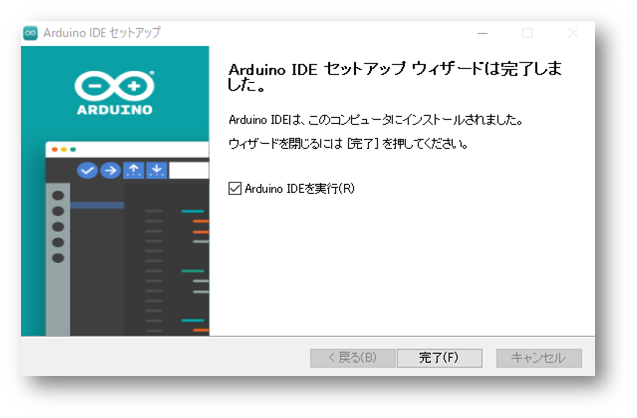 Arduino IDE セットアップ
ARDUINO
Arduino IDE セットアップ ウィザードは完了しま
した。
Arduino IDEは、このコンピュータにインストールされました。
ウィザードを閉じるには [完了] を押してください。
Arduino IDEを実行(R)
< 戻る(B)
完了(F)
キャンセル